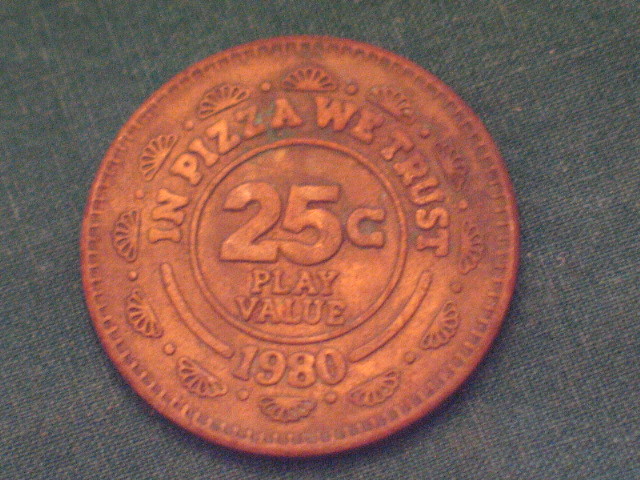 IN PIZZA WE TRUST
25C
PLAY
VALUE
1980